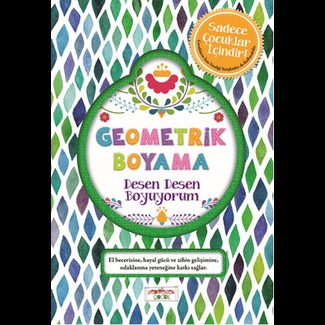 Sadece
Çocuklar
İçindir!
GEOMETRİK
BOYAMA
Desen Desen
Boyuyorum
El becerisine, hayal gücü ve zihin gelişimine,
odaklanma yeteneğine katkı sağlar.